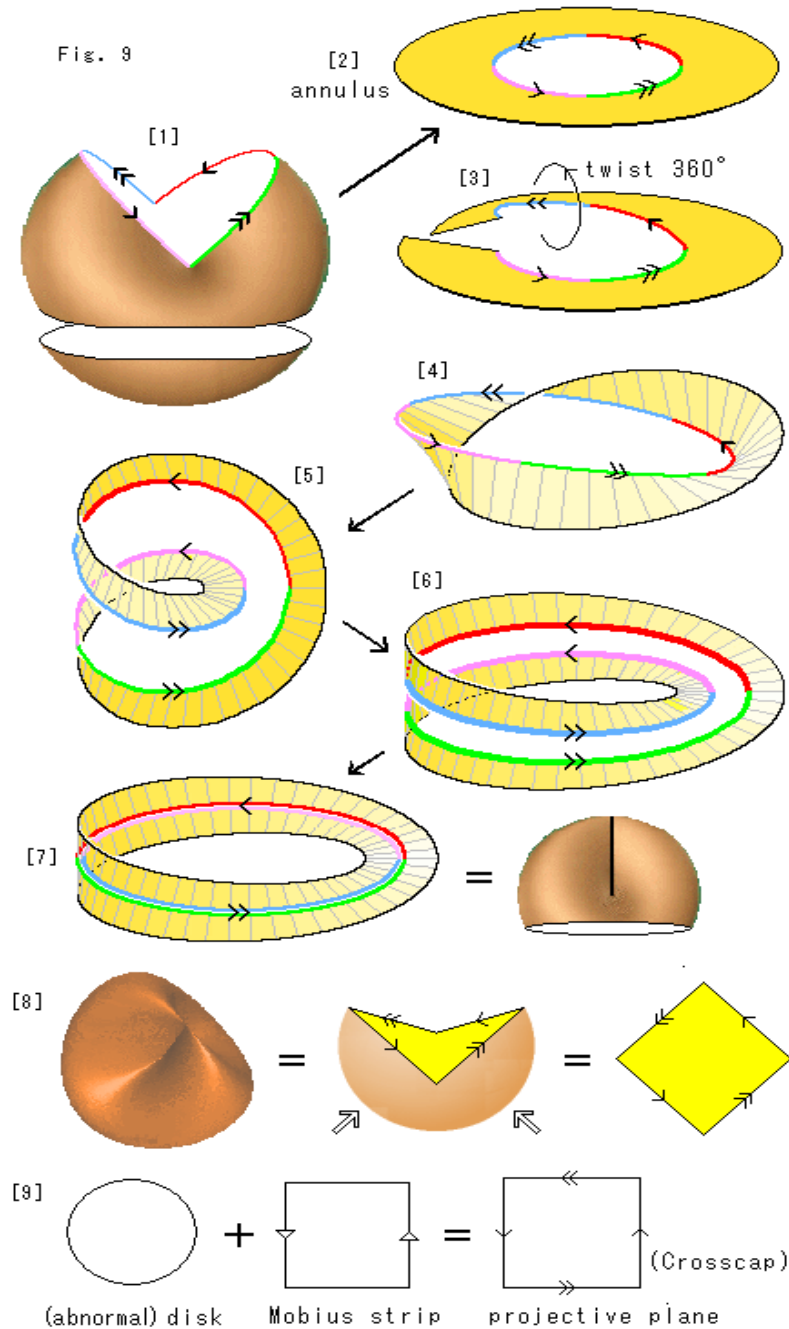 Fig. 9
[1]
[2]
annulus
[3]
twist 360°
[4]
[5]
[6]
[7]
=
[8]
=
=
[9]
+
=
(Crosscap)
(abnormal) disk
Mobius strip
projective plane